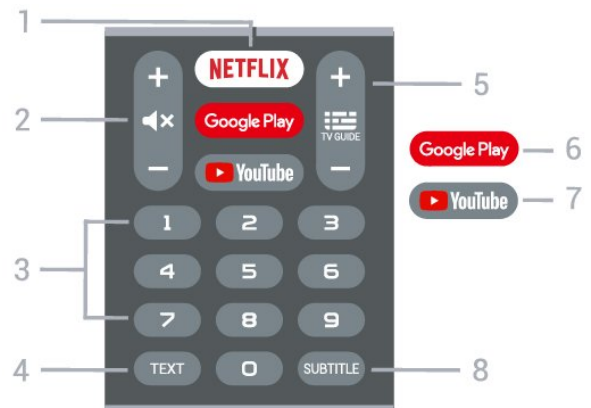 1
NETFLIX
+
+
5
2
Google Play
TV GUIDE
Google Play
6
−
YouTube
−
YouTube
7
1
2
3
3
4
5
6
7
8
9
4
TEXT
0
SUBTITLE
8